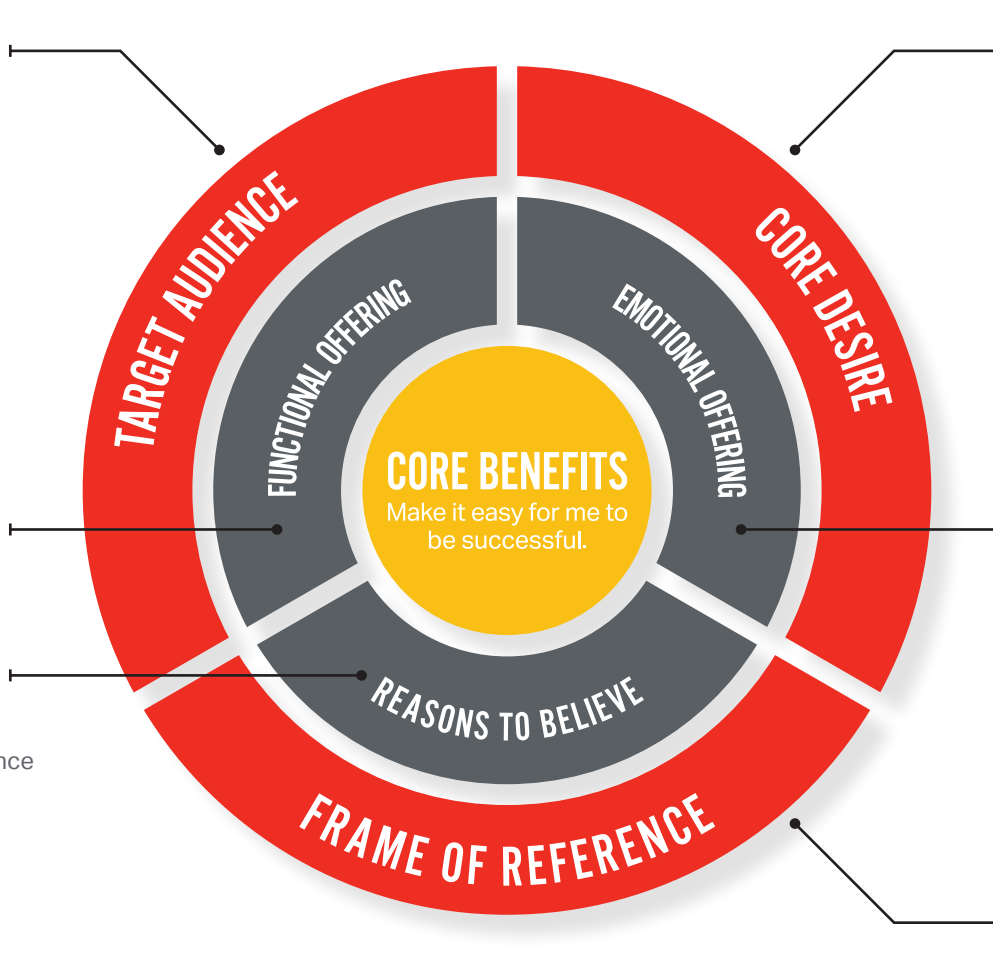 TARGET AUDIENCE
CORE DESIRE
FUNCTIONAL OFFERING
EMOTIONAL OFFERING
CORE BENEFITS
Make it easy for me to
be successful.
REASONS TO BELIEVE
nce
FRAME OF REFERENCE